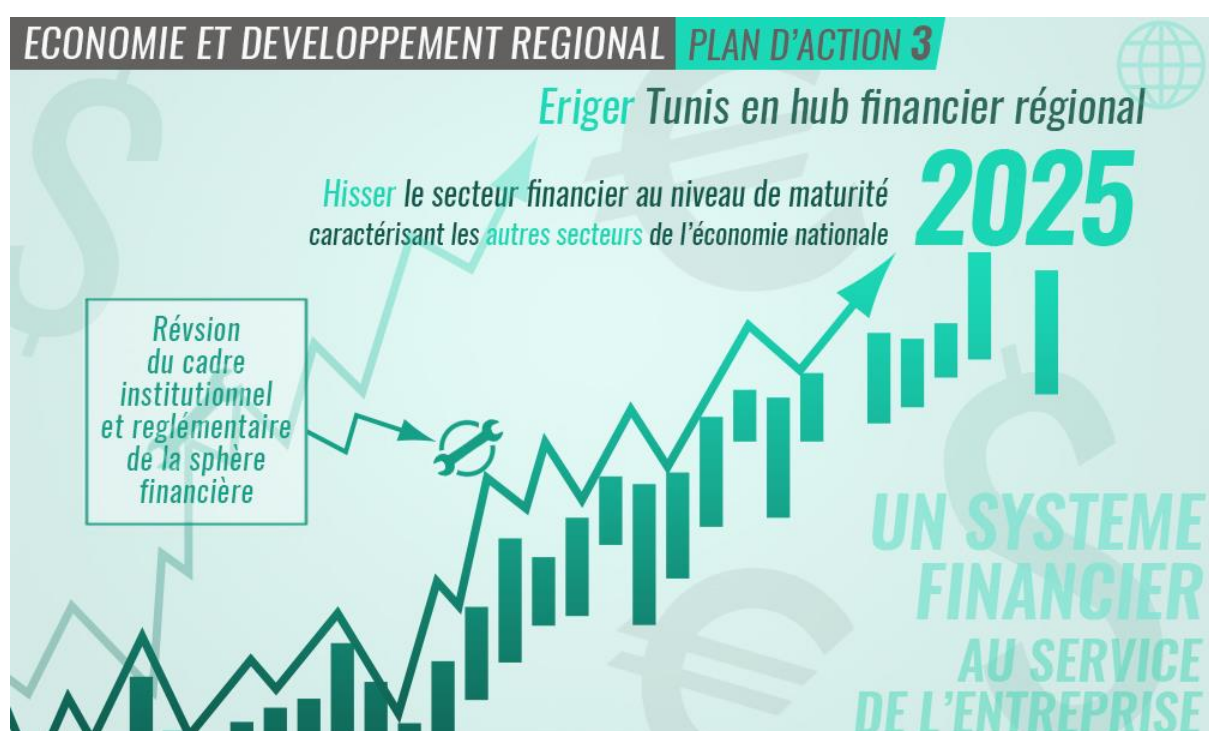 ECONOMIE ET DEVELOPPEMENT REGIONAL PLAN D'ACTION 3
Eriger Tunis en hub financier régional
2025
Hisser le secteur financier au niveau de maturité
caractérisant les autres secteurs de l'économie nationale
Révsion
du cadre
institutionnel
et reglémentaire
de la sphère
financière
UN SYSTEME
FINANCIER
AU SERVICE
DE L'ENTREPRISE